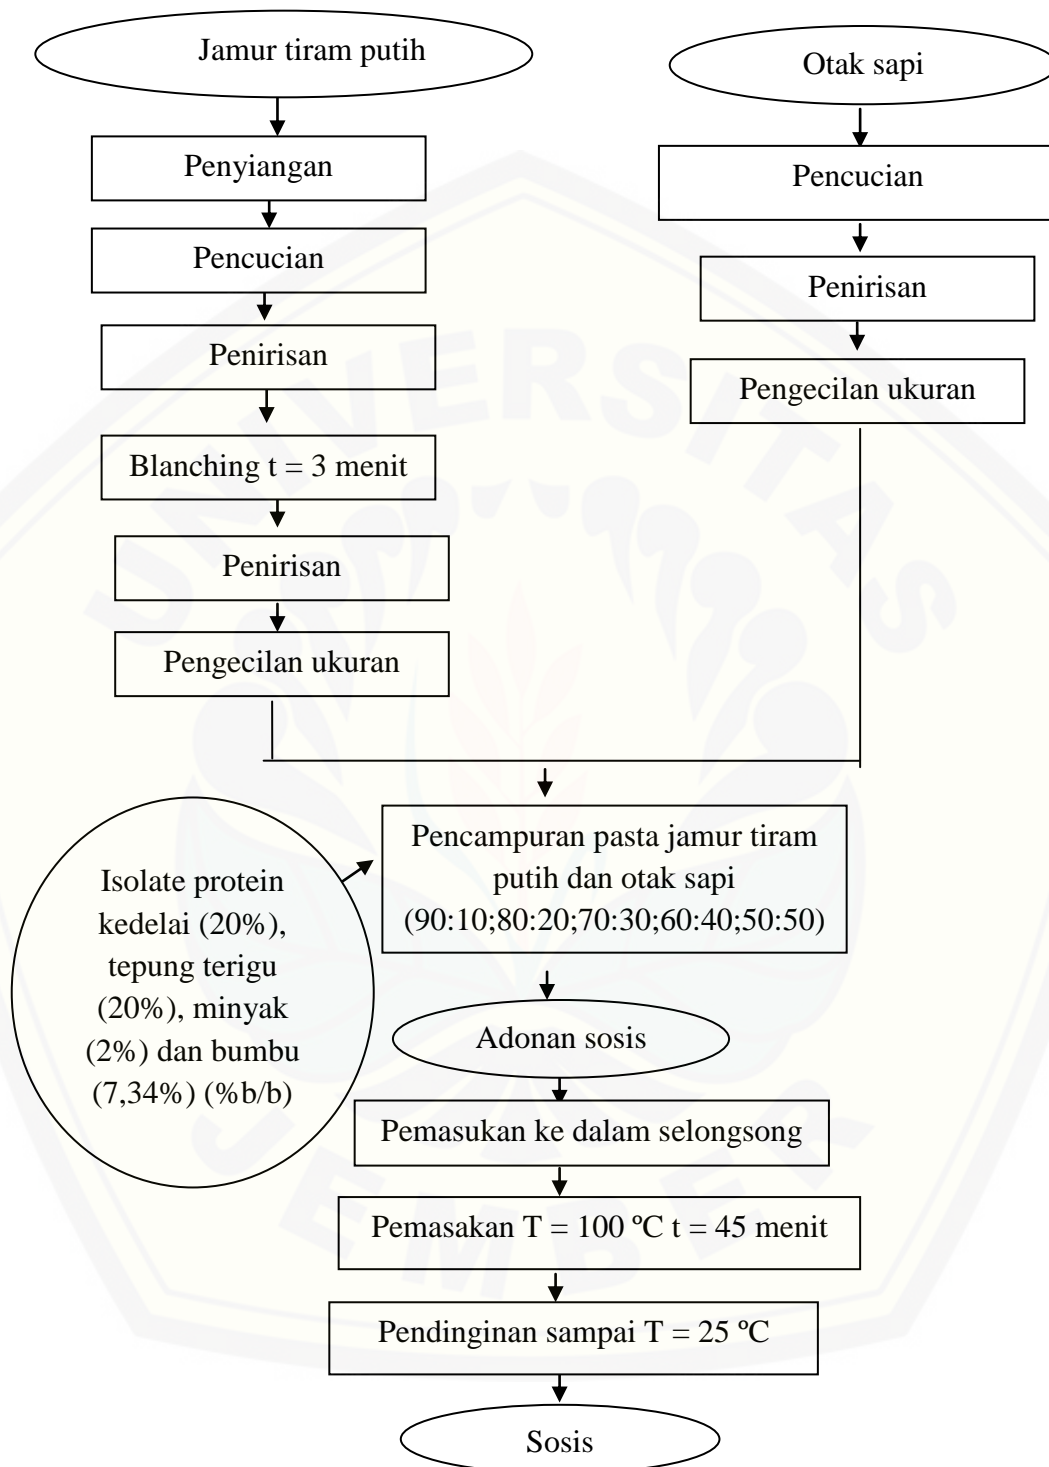 Jamur tiram putih
Penyiangan
Pencucian
Penirisan
Blanching t = 3 menit
Penirisan
Pengecilan ukuran
Otak sapi
Pencucian
Penirisan
Pengecilan ukuran
Isolate protein
kedelai (20%),
tepung terigu
(20%), minyak
(2%) dan bumbu
(7,34%) (%b/b)
Pencampuran pasta jamur tiram
putih dan otak sapi
(90:10;80:20;70:30;60:40;50:50)
Adonan sosis
Pemasukan ke dalam selongsong
Pemasakan T = 100 ºC t = 45 menit
Pendinginan sampai T = 25 ºC
Sosis
UNIVERSITAS
JEMBER